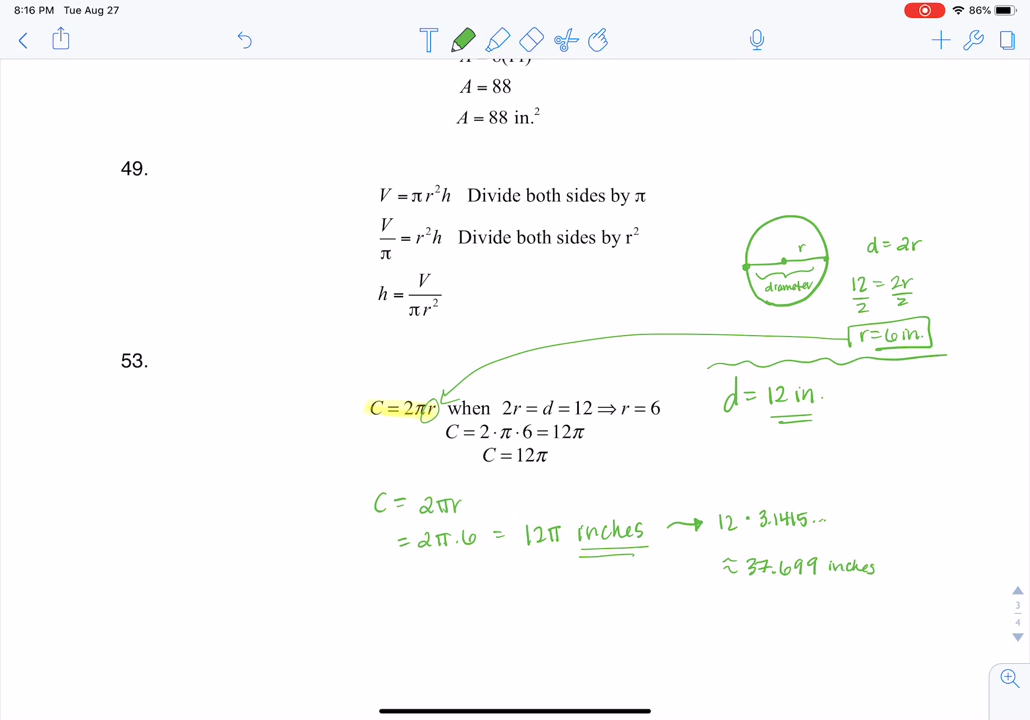 8:16 PM Tue Aug 27
86%
T
A = 8(11)
A = 88
A = 88 in.²
49.
V = πr²h Divide both sides by π
V/π = r²h Divide both sides by r²
h = V/πr²
r
diameter
d = 2r
12/2 = 2r/2
r = 6 in.
d = 12 in.
53.
C = 2πr when 2r = d = 12 ⇒ r = 6
C = 2 · π · 6 = 12π
C = 12π
C = 2πr
= 2π·6 = 12π inches → 12 · 3.1415...
≈ 37.699 inches
3
4